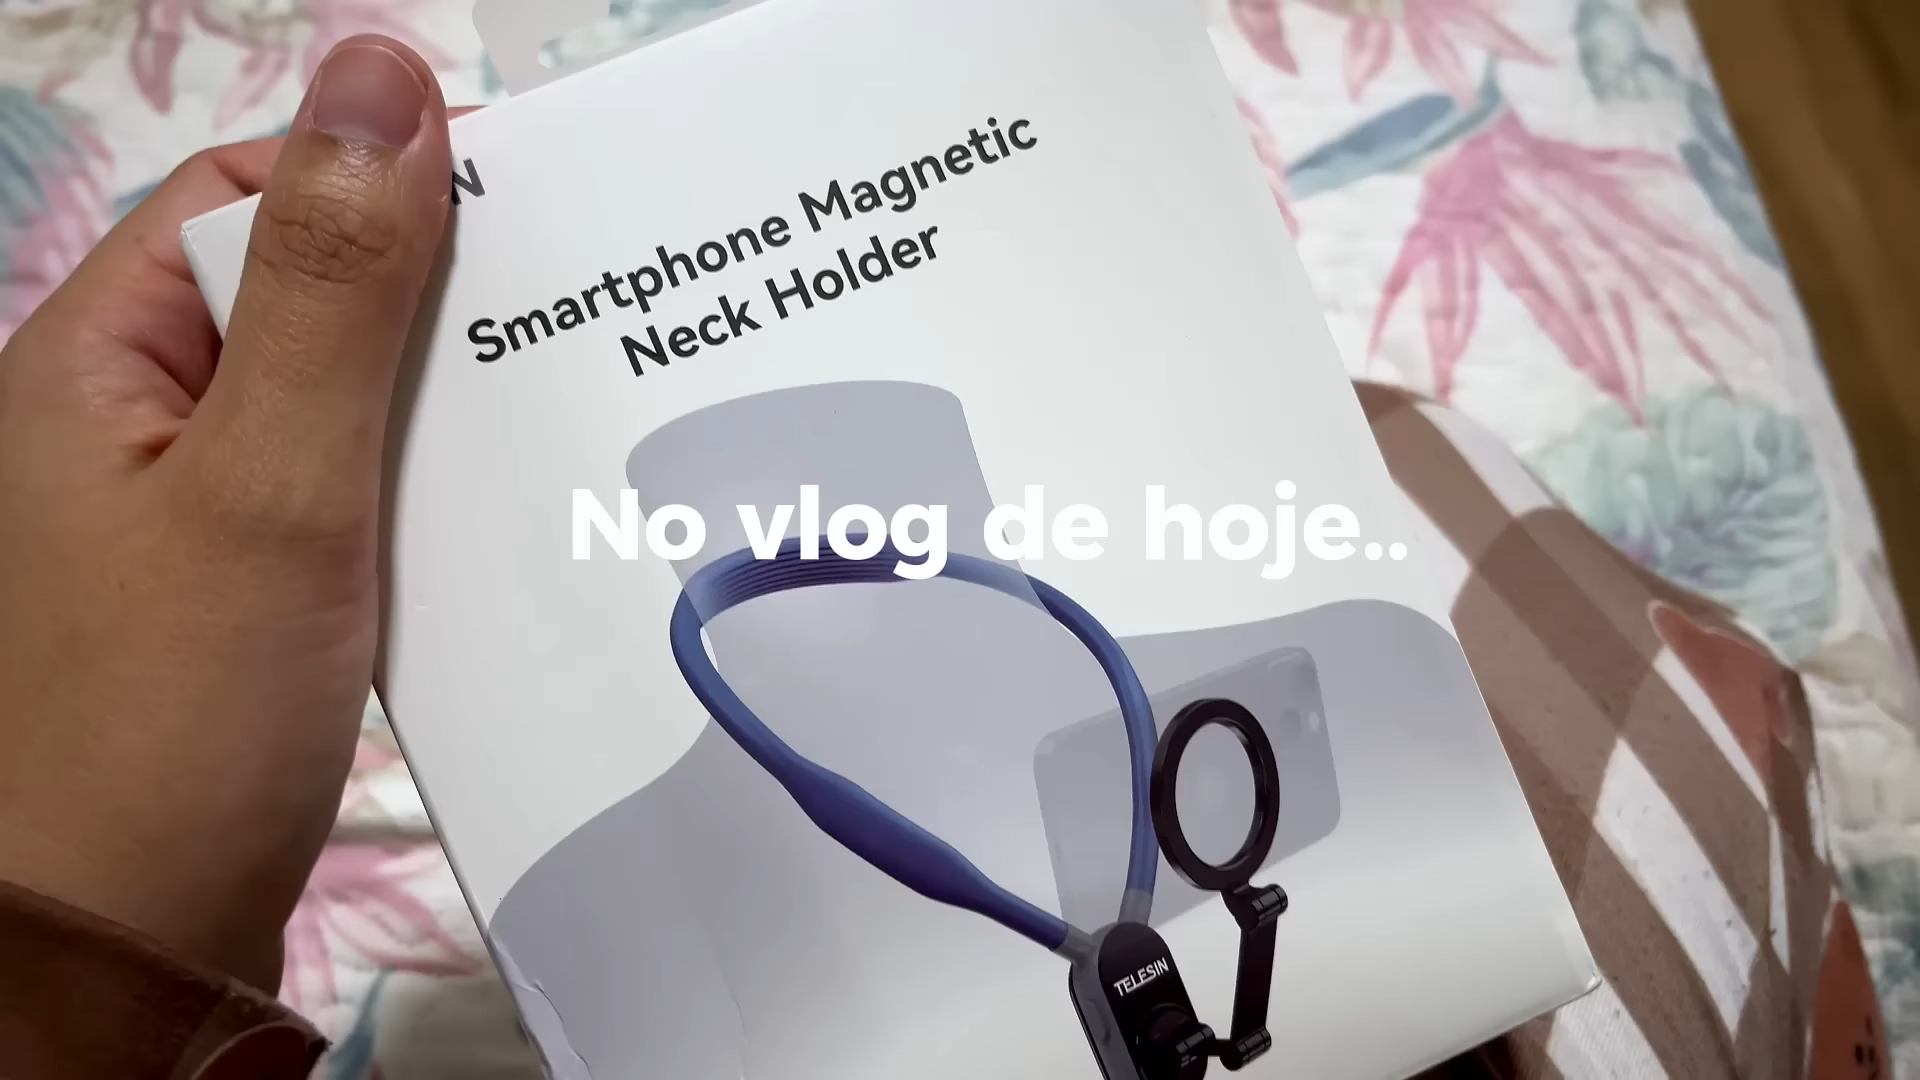 N
Smartphone Magnetic
Neck Holder
No vlog de hoje..
TELESIN